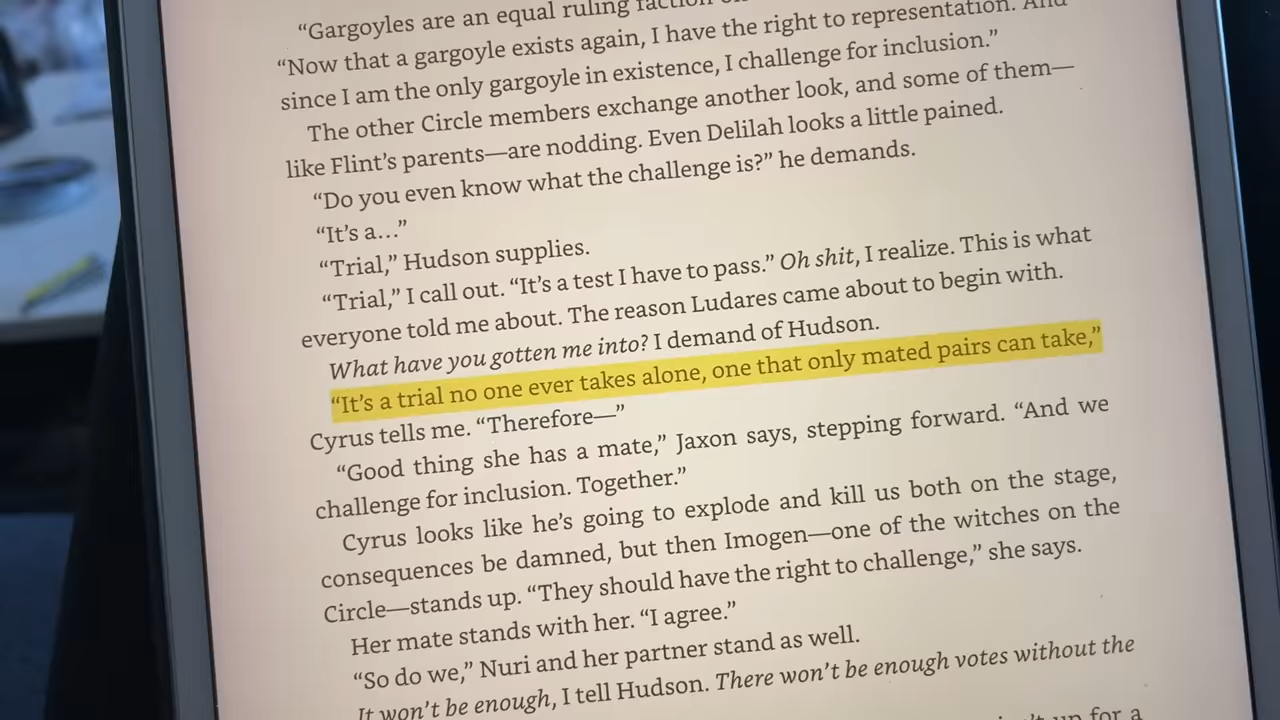 “Gargoyles are an equal ruling faction
“Now that a gargoyle exists again, I have the right to representation. And
since I am the only gargoyle in existence, I challenge for inclusion.”
The other Circle members exchange another look, and some of them—
like Flint’s parents—are nodding. Even Delilah looks a little pained.
“Do you even know what the challenge is?” he demands.
“It’s a…”
“Trial,” Hudson supplies.
“Trial,” I call out. “It’s a test I have to pass.” Oh shit, I realize. This is what
everyone told me about. The reason Ludares came about to begin with.
What have you gotten me into? I demand of Hudson.
“It’s a trial no one ever takes alone, one that only mated pairs can take,”
Cyrus tells me. “Therefore—”
“Good thing she has a mate,” Jaxon says, stepping forward. “And we
challenge for inclusion. Together.”
Cyrus looks like he’s going to explode and kill us both on the stage,
consequences be damned, but then Imogen—one of the witches on the
Circle—stands up. “They should have the right to challenge,” she says.
Her mate stands with her. “I agree.”
“So do we,” Nuri and her partner stand as well.
It won’t be enough, I tell Hudson. There won’t be enough votes without the
up for a